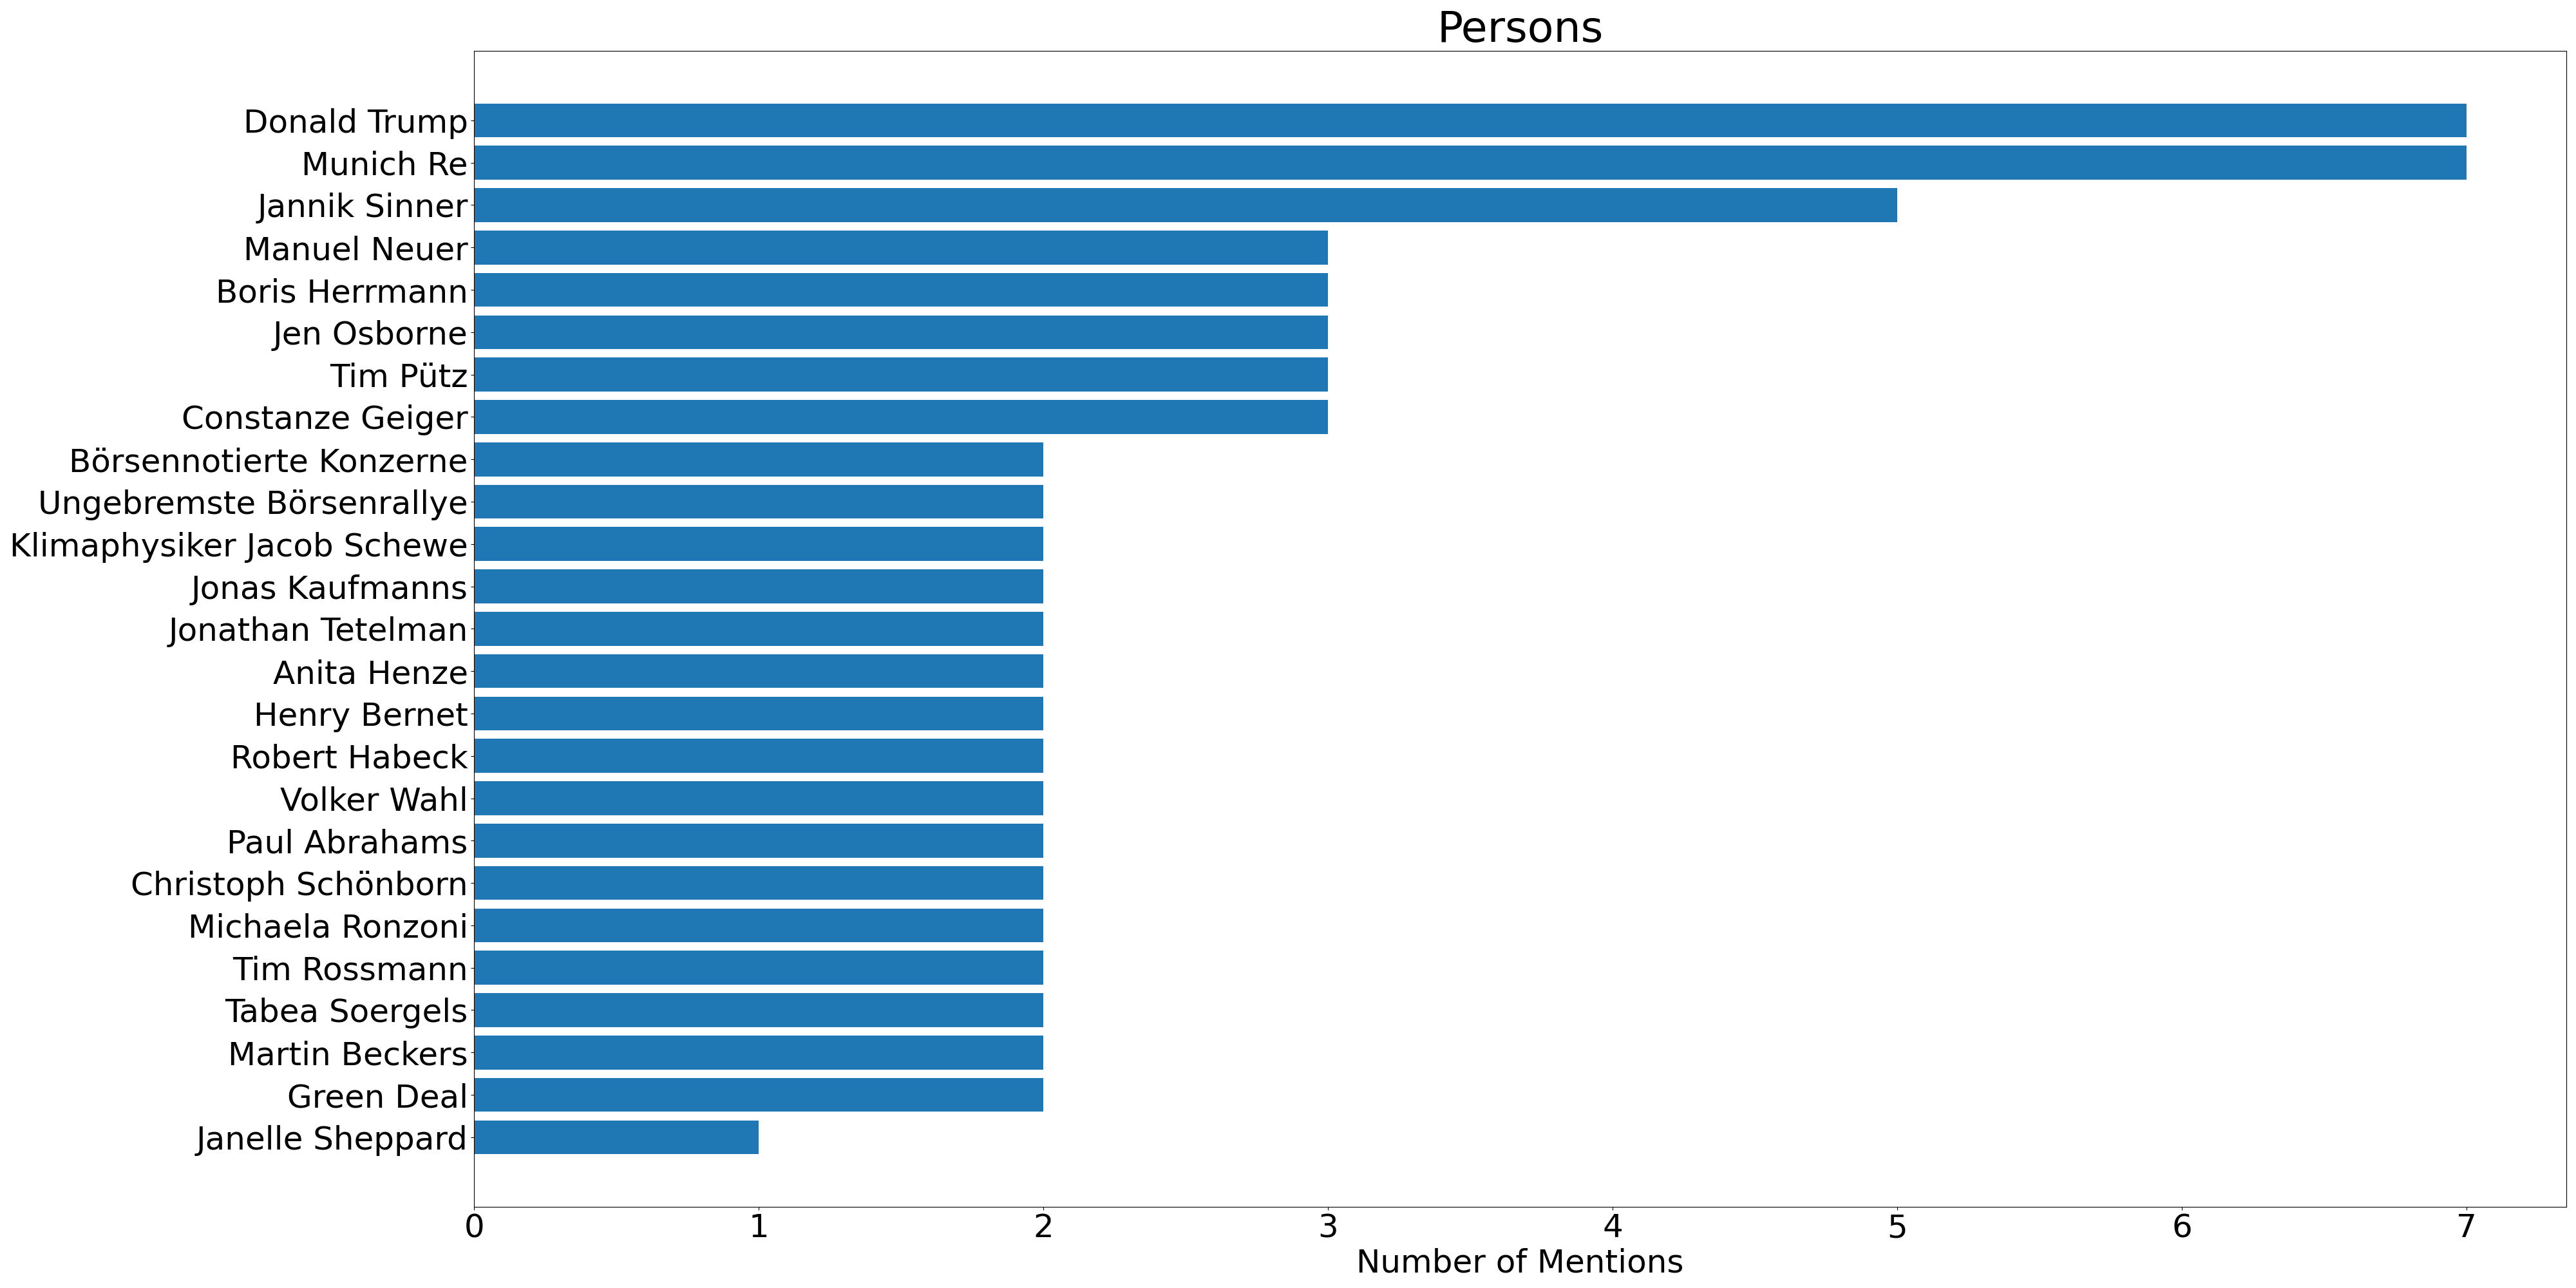 Persons
Donald Trump
Munich Re
Jannik Sinner
Manuel Neuer
Boris Herrmann
Jen Osborne
Tim Pütz
Constanze Geiger
Börsennotierte Konzerne
Ungebremste Börsenrallye
Klimaphysiker Jacob Schewe
Jonas Kaufmanns
Jonathan Tetelman
Anita Henze
Henry Bernet
Robert Habeck
Volker Wahl
Paul Abrahams
Christoph Schönborn
Michaela Ronzoni
Tim Rossmann
Tabea Soergels
Martin Beckers
Green Deal
Janelle Sheppard
0 1 2 3 4 5 6 7
Number of Mentions